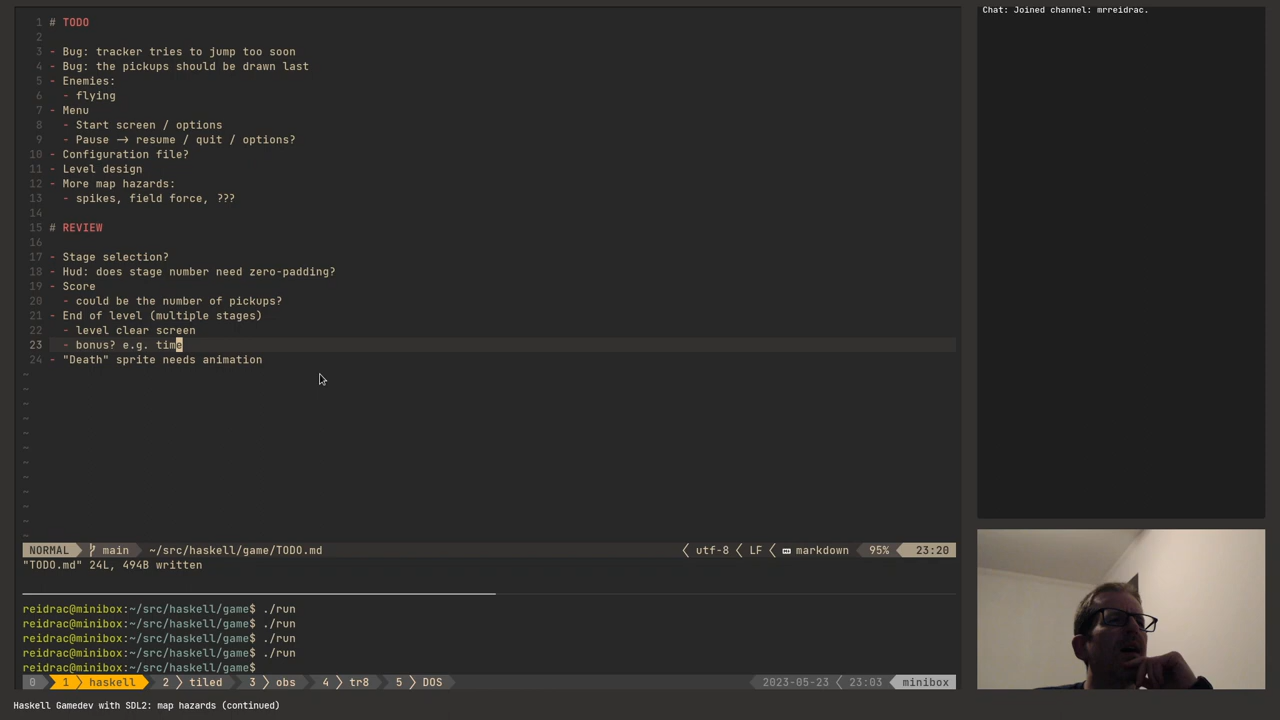 1 # TODO
2
3 - Bug: tracker tries to jump too soon
4 - Bug: the pickups should be drawn last
5 - Enemies:
6 - flying
7 - Menu
8 - Start screen / options
9 - Pause → resume / quit / options?
10 - Configuration file?
11 - Level design
12 - More map hazards:
13 - spikes, field force, ???
14
15 # REVIEW
16
17 - Stage selection?
18 - Hud: does stage number need zero-padding?
19 - Score
20 - could be the number of pickups?
21 - End of level (multiple stages)
22 - level clear screen
23 - bonus? e.g. time
24 - "Death" sprite needs animation
~
~
~
~
~
~
~
~
~
~
~
~
NORMAL main ~/src/haskell/game/TODO.md utf-8 LF markdown 95% 23:20
"TODO.md" 24L, 494B written
reidrac@minibox:~/src/haskell/game$ ./run
reidrac@minibox:~/src/haskell/game$ ./run
reidrac@minibox:~/src/haskell/game$ ./run
reidrac@minibox:~/src/haskell/game$ ./run
reidrac@minibox:~/src/haskell/game$
0 1 haskell 2 tiled 3 obs 4 tr8 5 DOS 2023-05-23 23:03 minibox
Haskell Gamedev with SDL2: map hazards (continued)
Chat: Joined channel: mrreidrac.